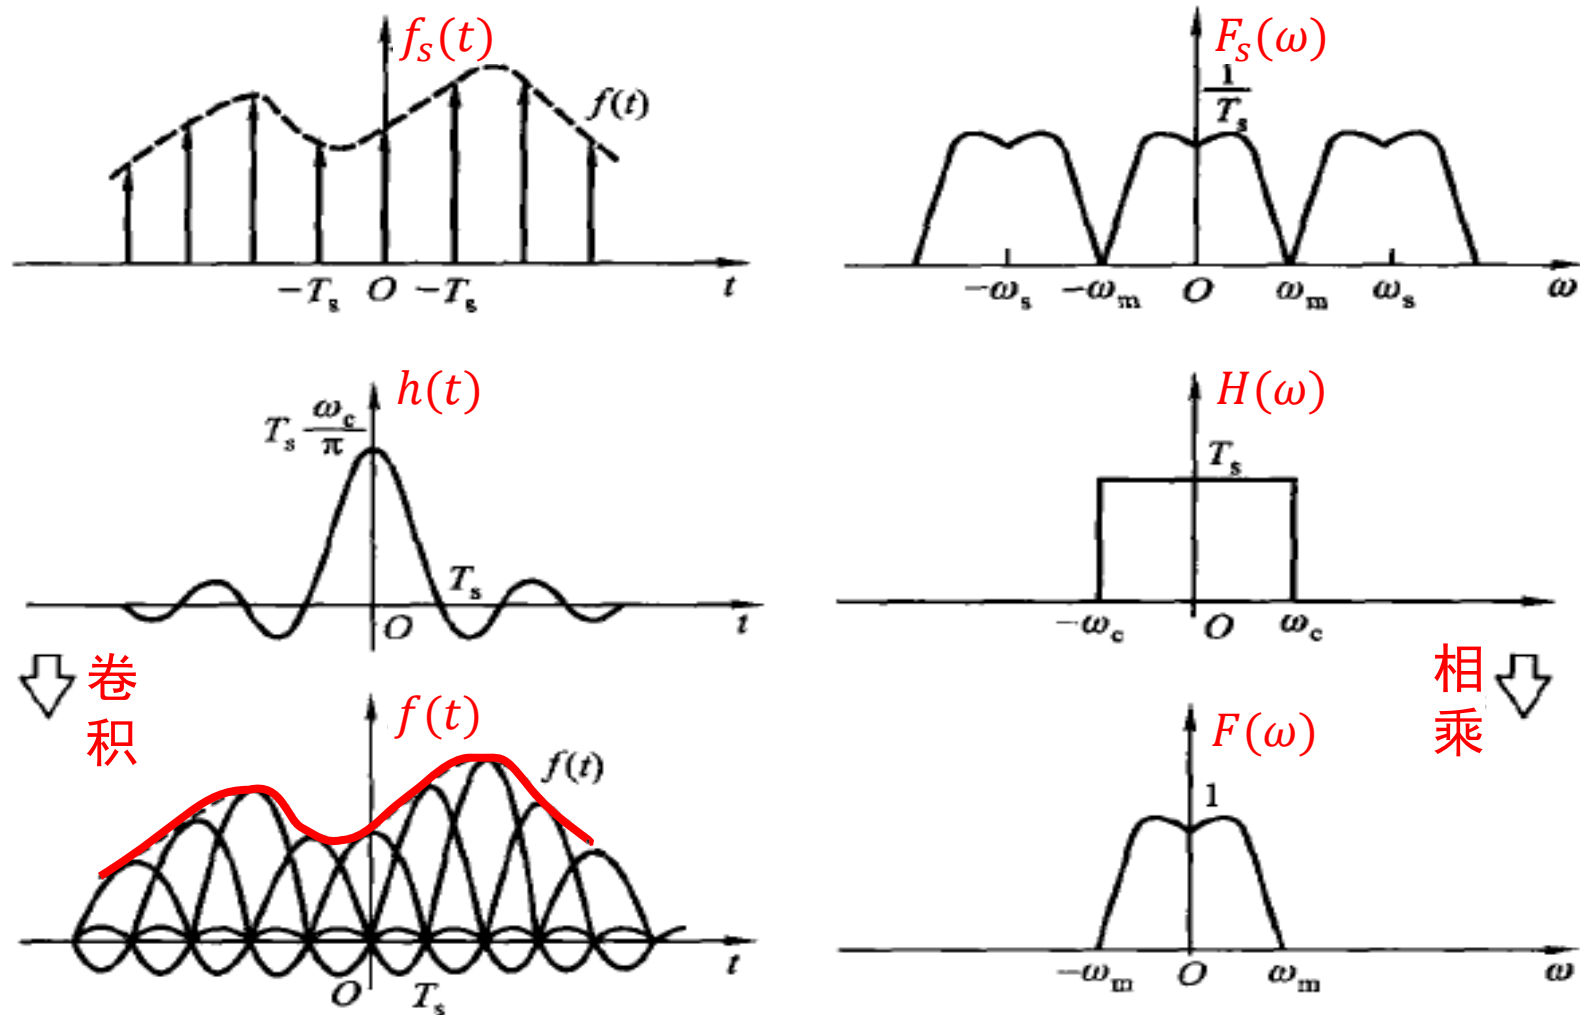 f_s(t)
f(t)
−T_s O −T_s t
F_s(ω)
1/T_s
−ω_s −ω_m O ω_m ω_s ω
h(t)
T_s ω_c/π
T_s
O t
H(ω)
T_s
−ω_c O ω_c
卷积
相乘
f(t)
f(t)
O T_s t
F(ω)
1
−ω_m O ω_m ω